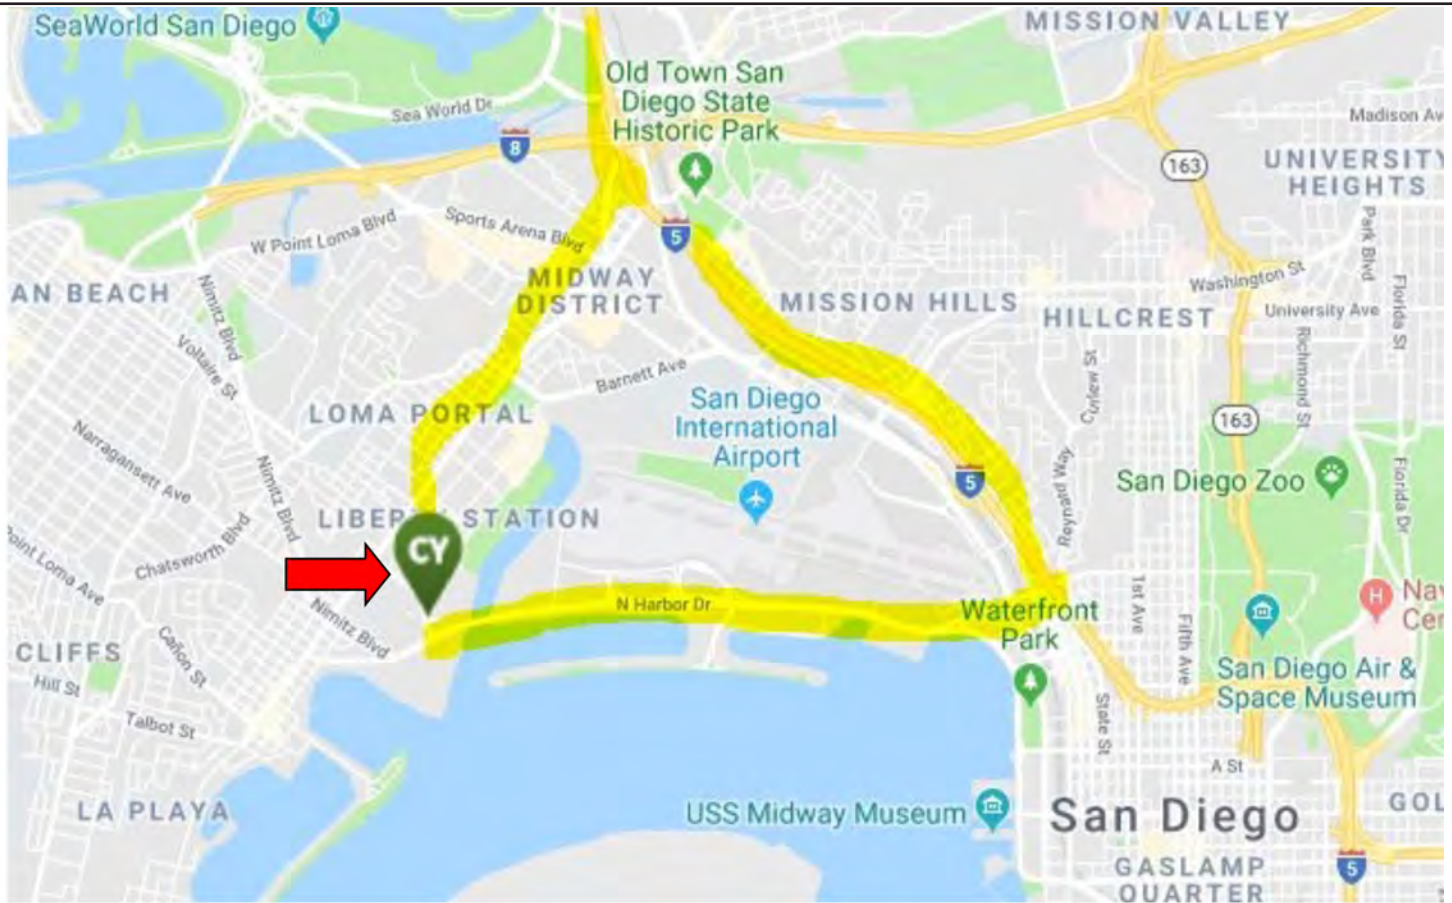 SeaWorld San Diego
MISSION VALLEY
Old Town San
Diego State
Historic Park
Sea World Dr
8
Madison Av
163
UNIVERSITY
HEIGHTS
W Point Loma Blvd
Sports Arena Blvd
5
Park Blvd
AN BEACH
Nimitz Blvd
MIDWAY
DISTRICT
MISSION HILLS
Washington St
HILLCREST
University Ave
Florida St
Voltaire St
Barnett Ave
Curlew St
Richmond St
LOMA PORTAL
San Diego
International
Airport
163
Narragansett Ave
Nimitz Blvd
5
Reynard Way
San Diego Zoo
Florida Dr
LIBER STATION
CY
Chatsworth Blvd
Point Loma Ave
Nimitz Blvd
N Harbor Dr
Waterfront
Park
1st Ave
Fifth Ave
H
Nav
Cen
CLIFFS
Cañon St
Hill St
San Diego Air &
Space Museum
Talbot St
State St
A St
LA PLAYA
USS Midway Museum
San Diego
GOL
GASLAMP
QUARTER
5